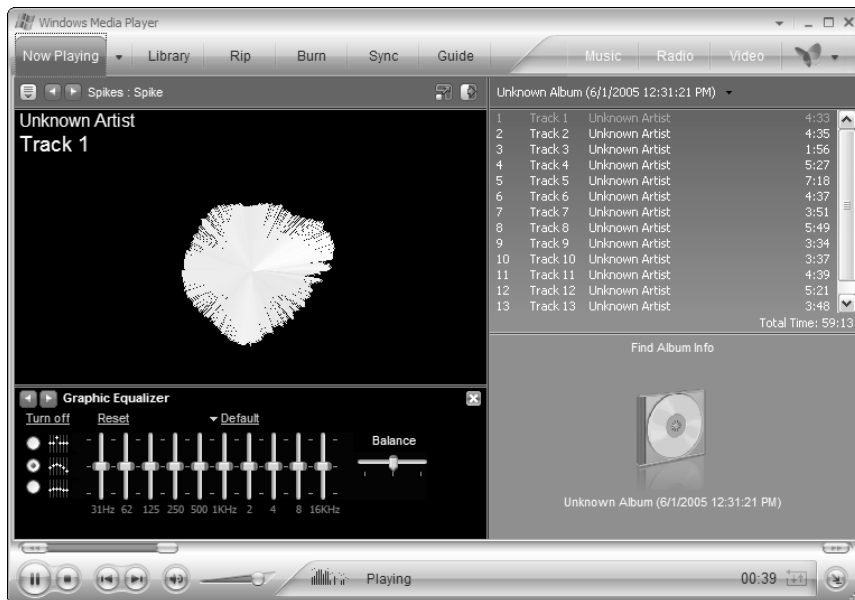 Windows Media Player
Now Playing Library Rip Burn Sync Guide Music Radio Video
Spikes : Spike
Unknown Album (6/1/2005 12:31:21 PM)
Unknown Artist
Track 1
1 Track 1 Unknown Artist 4:33
2 Track 2 Unknown Artist 4:35
3 Track 3 Unknown Artist 1:56
4 Track 4 Unknown Artist 5:27
5 Track 5 Unknown Artist 7:18
6 Track 6 Unknown Artist 4:37
7 Track 7 Unknown Artist 3:51
8 Track 8 Unknown Artist 5:49
9 Track 9 Unknown Artist 3:34
10 Track 10 Unknown Artist 3:37
11 Track 11 Unknown Artist 4:39
12 Track 12 Unknown Artist 5:21
13 Track 13 Unknown Artist 3:48
Total Time: 59:13
Find Album Info
Unknown Album (6/1/2005 12:31:21 PM)
Graphic Equalizer
Turn off Reset Default
Balance
31Hz 62 125 250 500 1KHz 2 4 8 16KHz
Playing 00:39